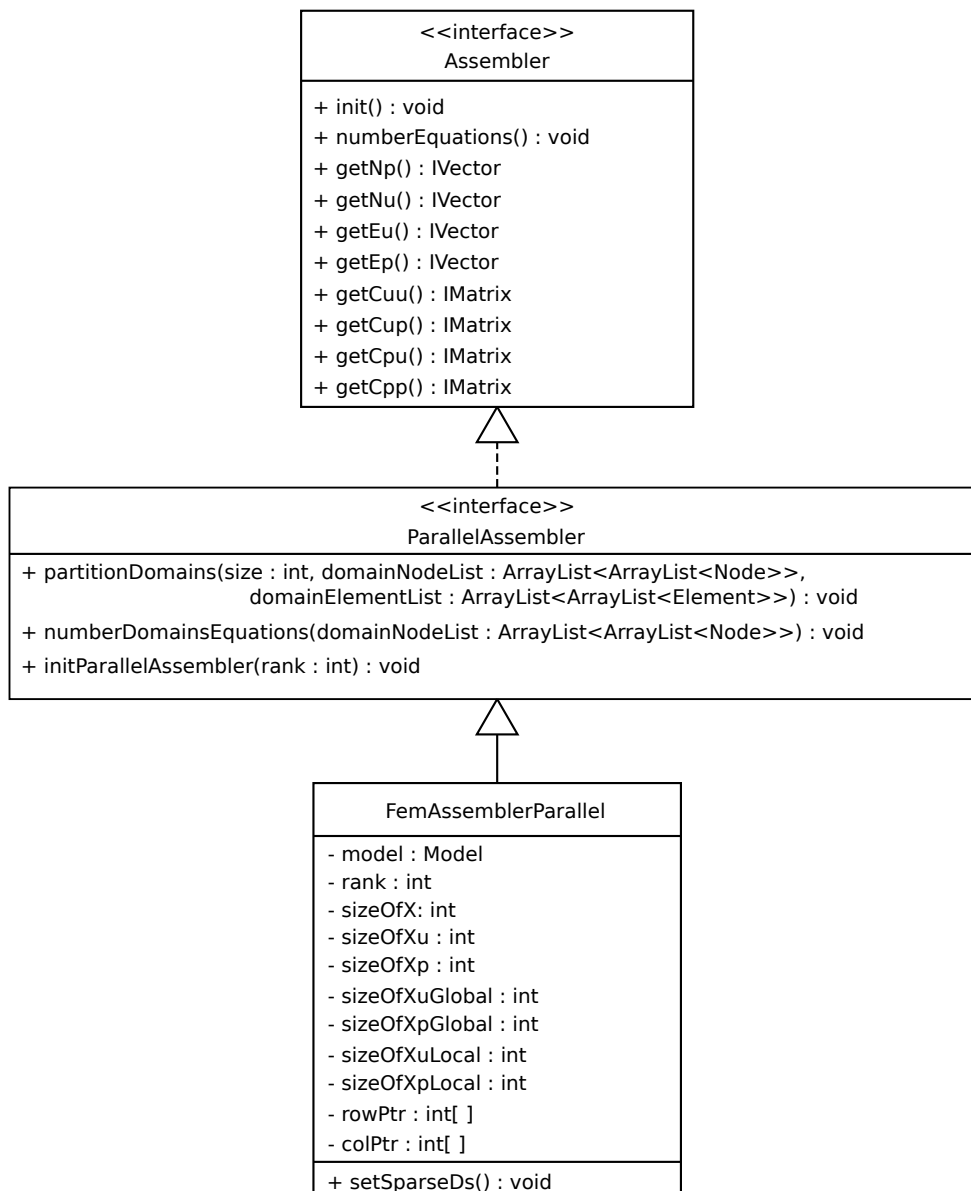 <<interface>>
Assembler
+ init() : void
+ numberEquations() : void
+ getNp() : IVector
+ getNu() : IVector
+ getEu() : IVector
+ getEp() : IVector
+ getCuu() : IMatrix
+ getCup() : IMatrix
+ getCpu() : IMatrix
+ getCpp() : IMatrix
<<interface>>
ParallelAssembler
+ partitionDomains(size : int, domainNodeList : ArrayList<ArrayList<Node>>,
domainElementList : ArrayList<ArrayList<Element>>) : void
+ numberDomainsEquations(domainNodeList : ArrayList<ArrayList<Node>>) : void
+ initParallelAssembler(rank : int) : void
FemAssemblerParallel
- model : Model
- rank : int
- sizeOfX: int
- sizeOfXu : int
- sizeOfXp : int
- sizeOfXuGlobal : int
- sizeOfXpGlobal : int
- sizeOfXuLocal : int
- sizeOfXpLocal : int
- rowPtr : int[ ]
- colPtr : int[ ]
+ setSparseDs() : void